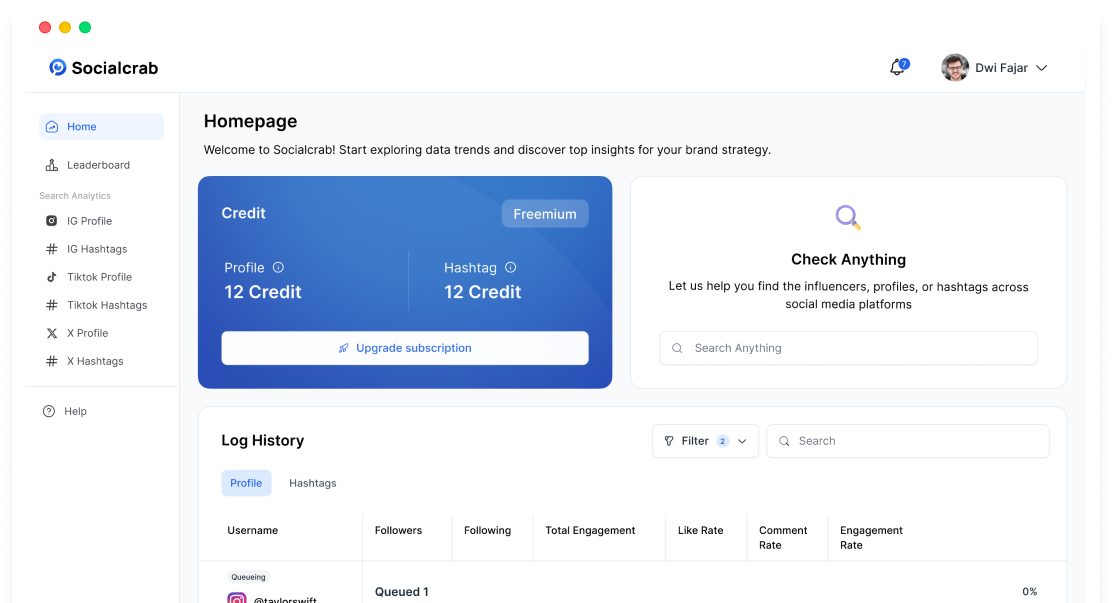 Socialcrab
7
Dwi Fajar
Home
Leaderboard
Search Analytics
IG Profile
IG Hashtags
Tiktok Profile
Tiktok Hashtags
X Profile
X Hashtags
Help
Homepage
Welcome to Socialcrab! Start exploring data trends and discover top insights for your brand strategy.
Credit
Freemium
Profile
12 Credit
Hashtag
12 Credit
Upgrade subscription
Check Anything
Let us help you find the influencers, profiles, or hashtags across
social media platforms
Search Anything
Log History
Filter 2
Search
Profile
Hashtags
Username
Followers
Following
Total Engagement
Like Rate
Comment
Rate
Engagement
Rate
Queueing
@taylorswift
Queued 1
0%